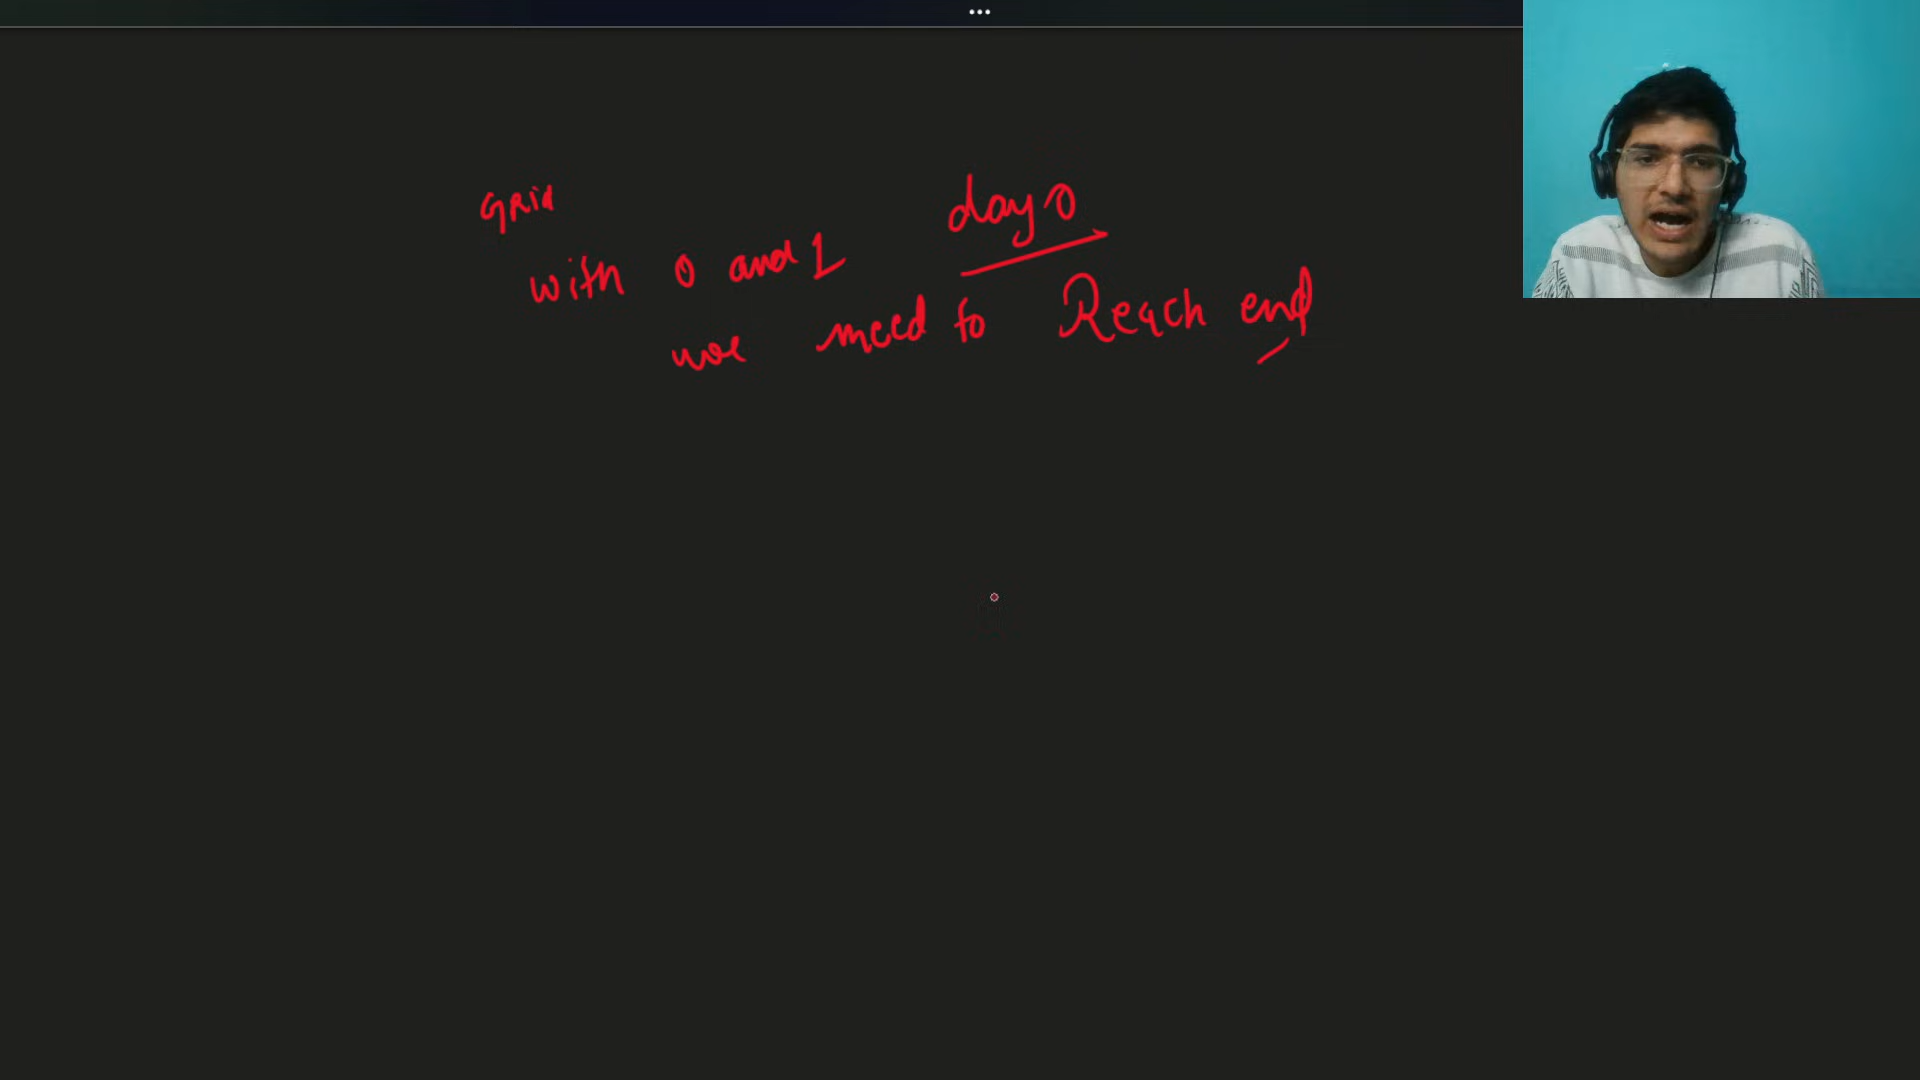 Grid
with 0 and 1
day 0
we need to Reach end